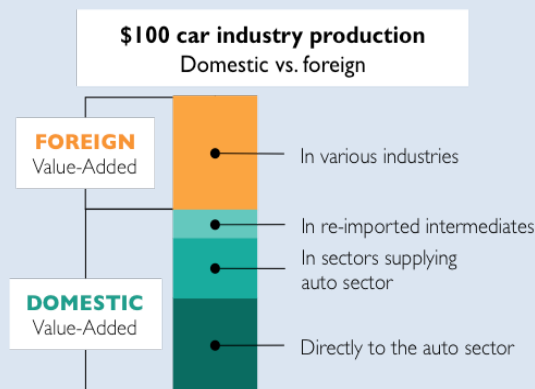 $100 car industry production
Domestic vs. foreign
FOREIGN
Value-Added
In various industries
In re-imported intermediates
In sectors supplying
auto sector
DOMESTIC
Value-Added
Directly to the auto sector